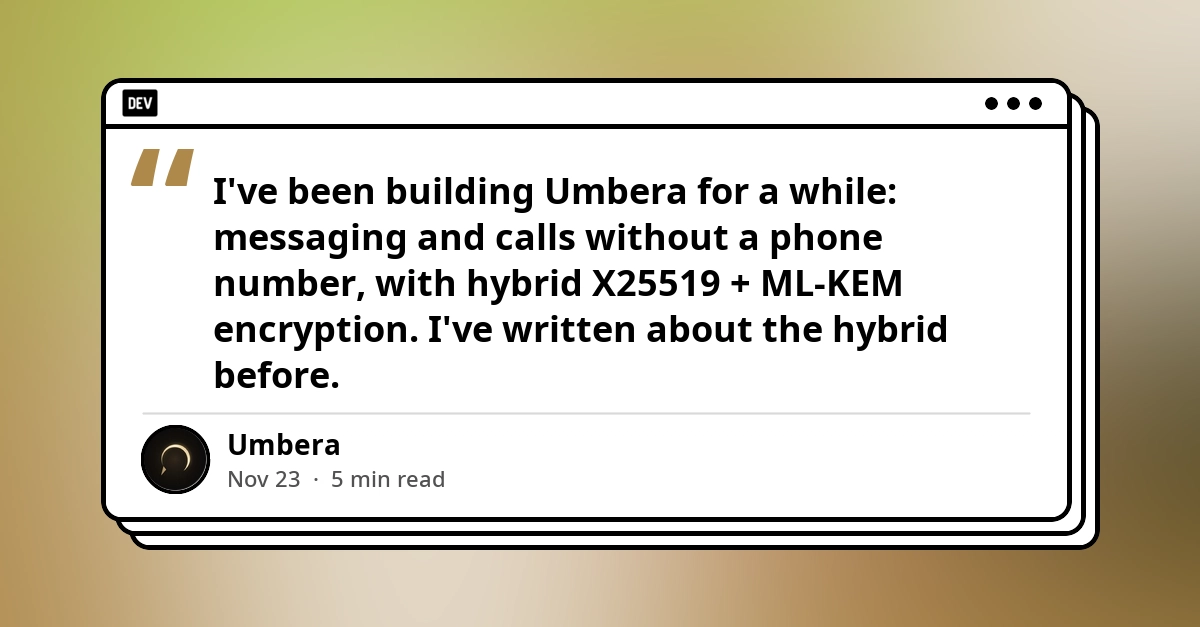 DEV
I've been building Umbera for a while:
messaging and calls without a phone
number, with hybrid X25519 + ML-KEM
encryption. I've written about the hybrid
before.
Umbera
Nov 23 · 5 min read